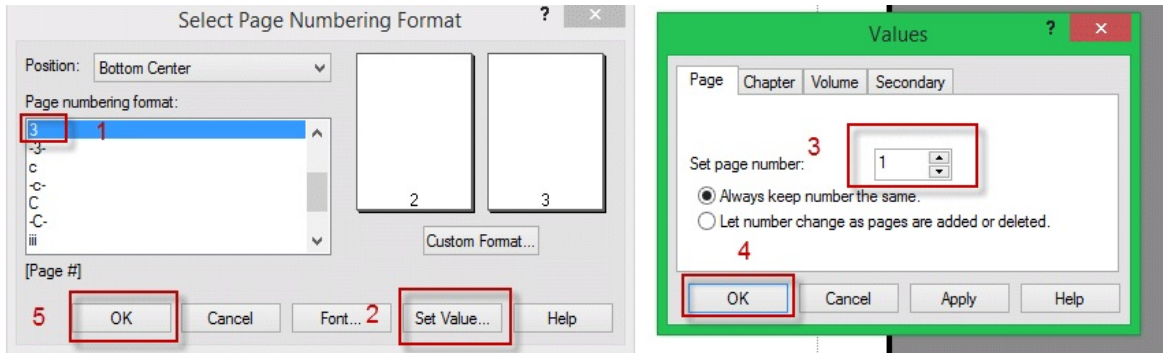 Select Page Numbering Format ?
Position: Bottom Center
Page numbering format:
3 1
-3-
c
-c-
C
-C-
iii
2 3
Custom Format...
[Page #]
5 OK Cancel Font... 2 Set Value... Help
Values ?
Page Chapter Volume Secondary
Set page number: 3 1
Always keep number the same.
Let number change as pages are added or deleted.
4
OK Cancel Apply Help